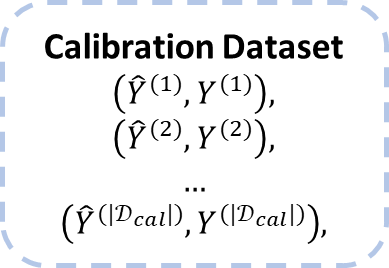 Calibration Dataset
(Ŷ⁽¹⁾, Y⁽¹⁾),
(Ŷ⁽²⁾, Y⁽²⁾),
...
(Ŷ^(|𝒟_cal|), Y^(|𝒟_cal|)),